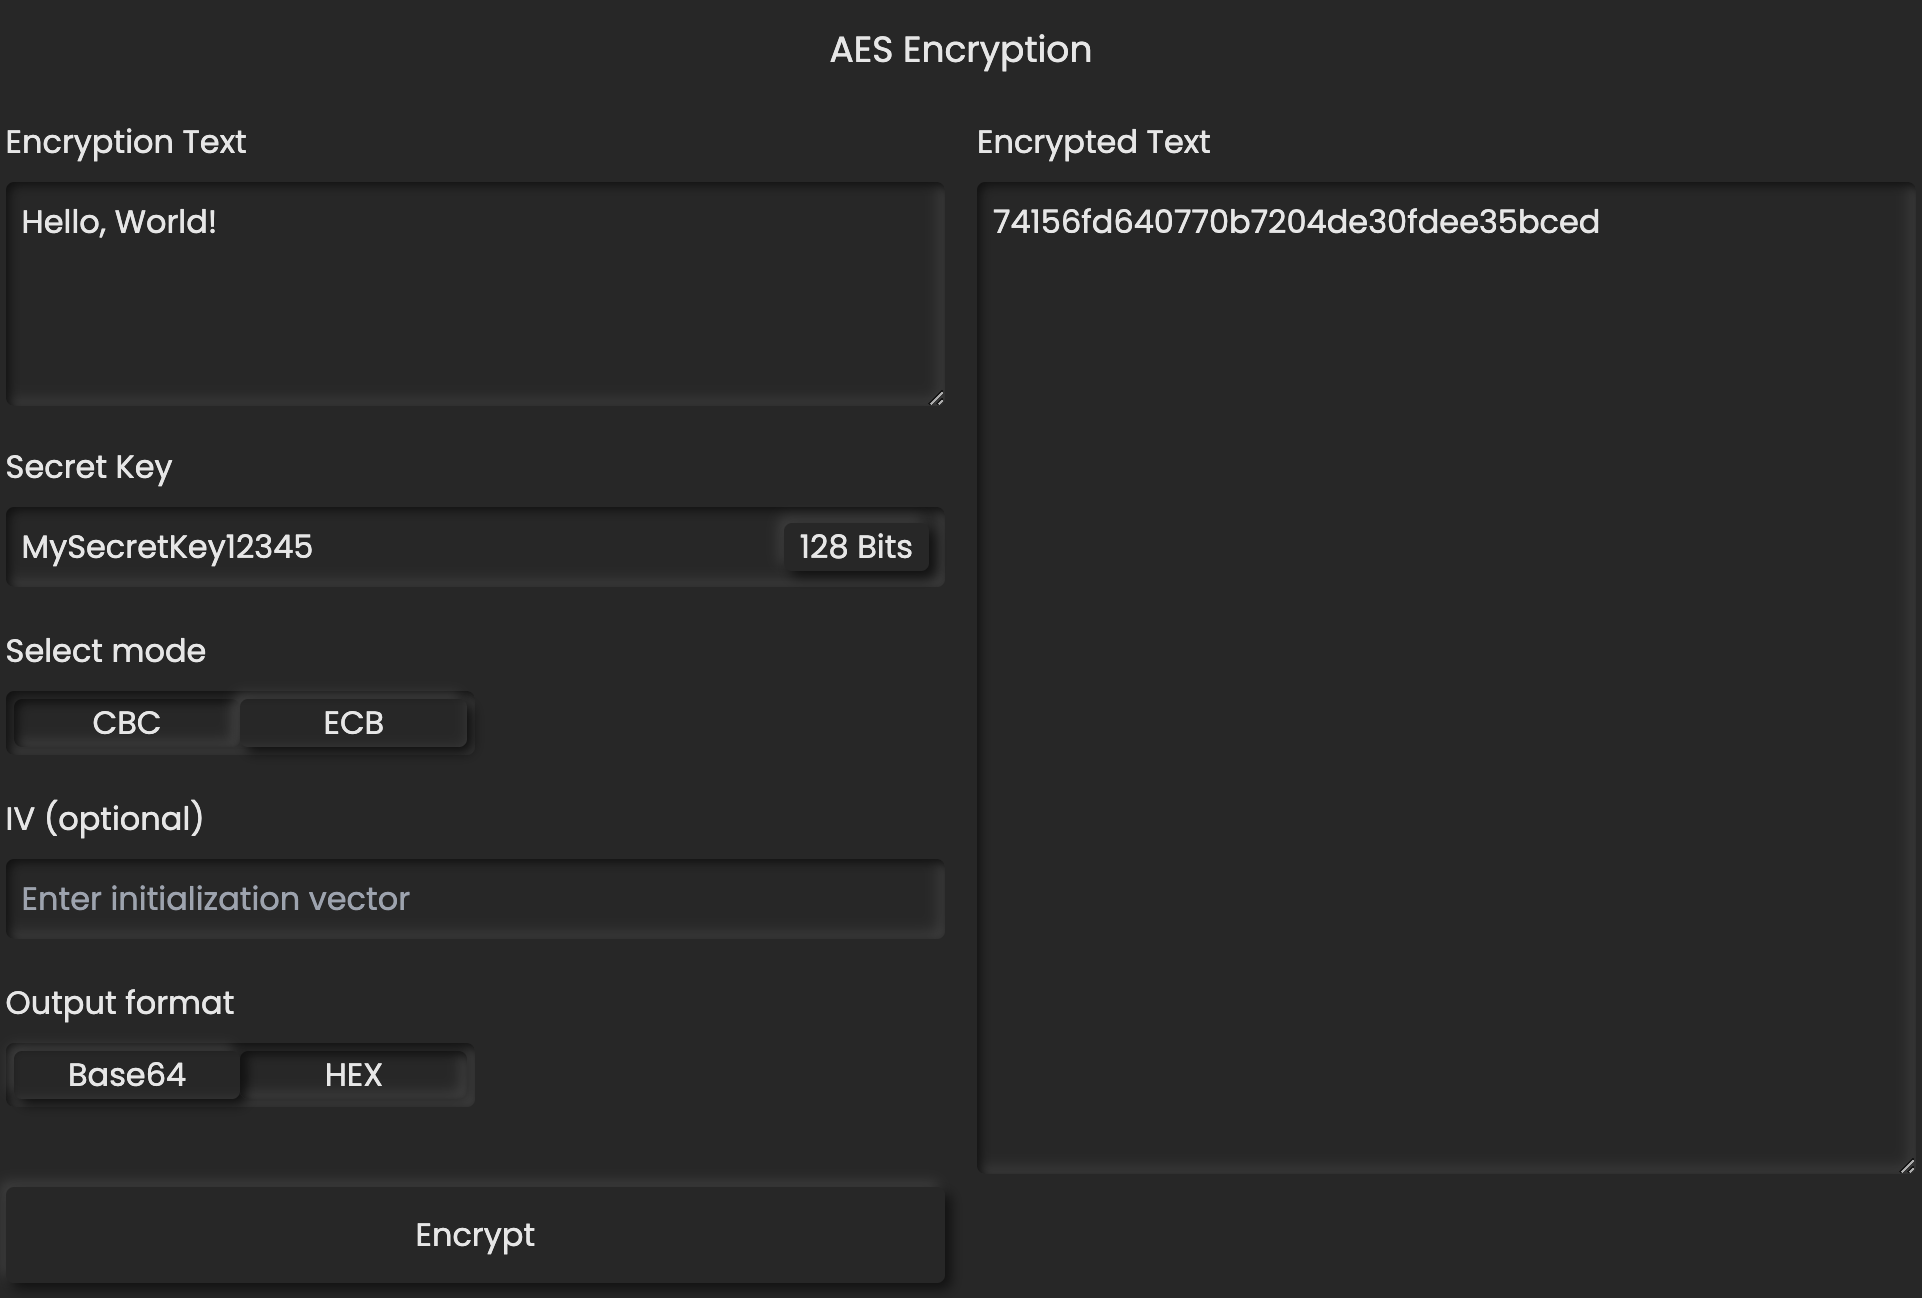 AES Encryption
Encryption Text
Hello, World!
Secret Key
MySecretKey12345
128 Bits
Select mode
CBC
ECB
IV (optional)
Enter initialization vector
Output format
Base64
HEX
Encrypt
Encrypted Text
74156fd640770b7204de30fdee35bced